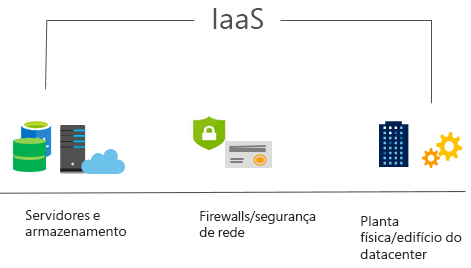 IaaS
Servidores e
armazenamento
Firewalls/segurança
de rede
Planta
física/edifício do
datacenter